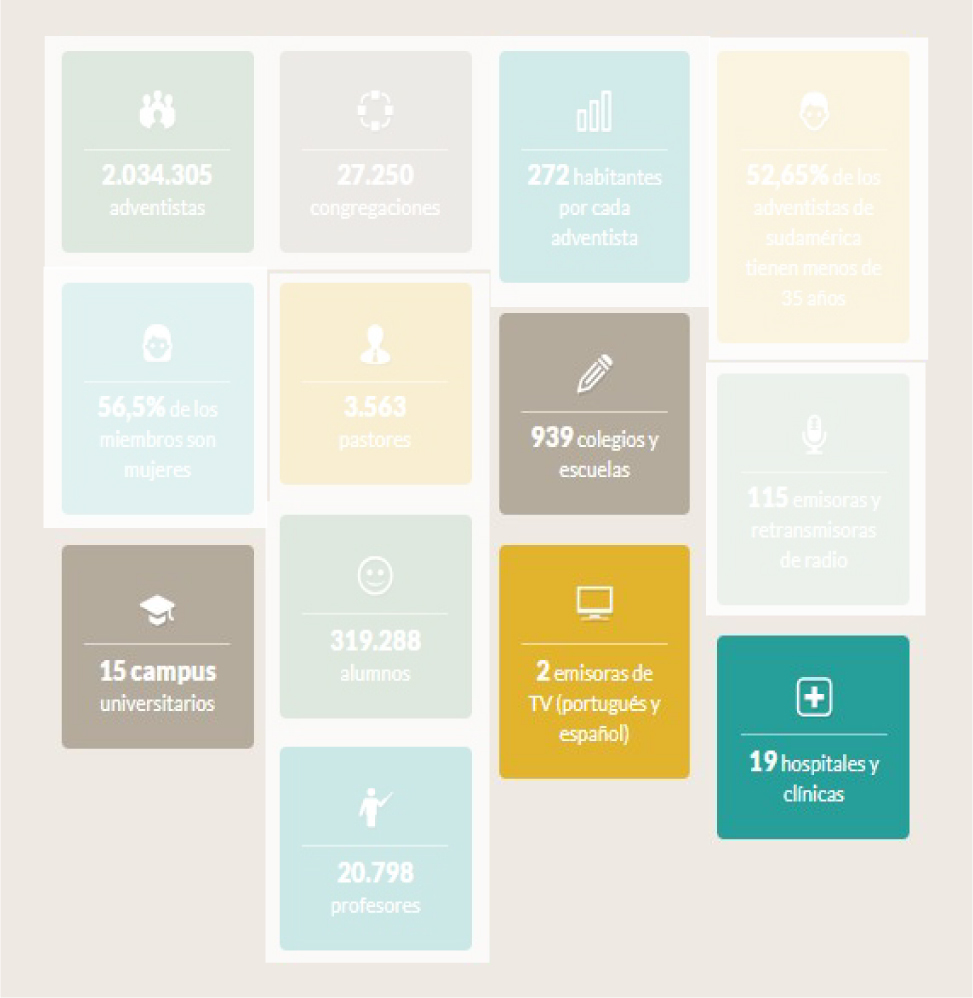 2.034.305
adventistas
27.250
congregaciones
272 habitantes
por cada
adventista
52,65% de los
adventistas de
sudamérica
tienen menos de
35 años
56,5% de los
miembros son
mujeres
3.563
pastores
939 colegios y
escuelas
115 emisoras y
retransmisoras
de radio
15 campus
universitarios
319.288
alumnos
2 emisoras de
TV (portugués y
español)
19 hospitales y
clínicas
20.798
profesores